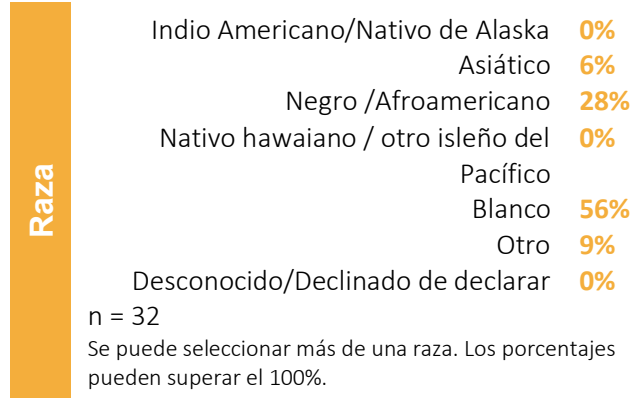 Raza
Indio Americano/Nativo de Alaska 0%
Asiático 6%
Negro /Afroamericano 28%
Nativo hawaiano / otro isleño del 0%
Pacífico
Blanco 56%
Otro 9%
Desconocido/Declinado de declarar 0%
n = 32
Se puede seleccionar más de una raza. Los porcentajes
pueden superar el 100%.